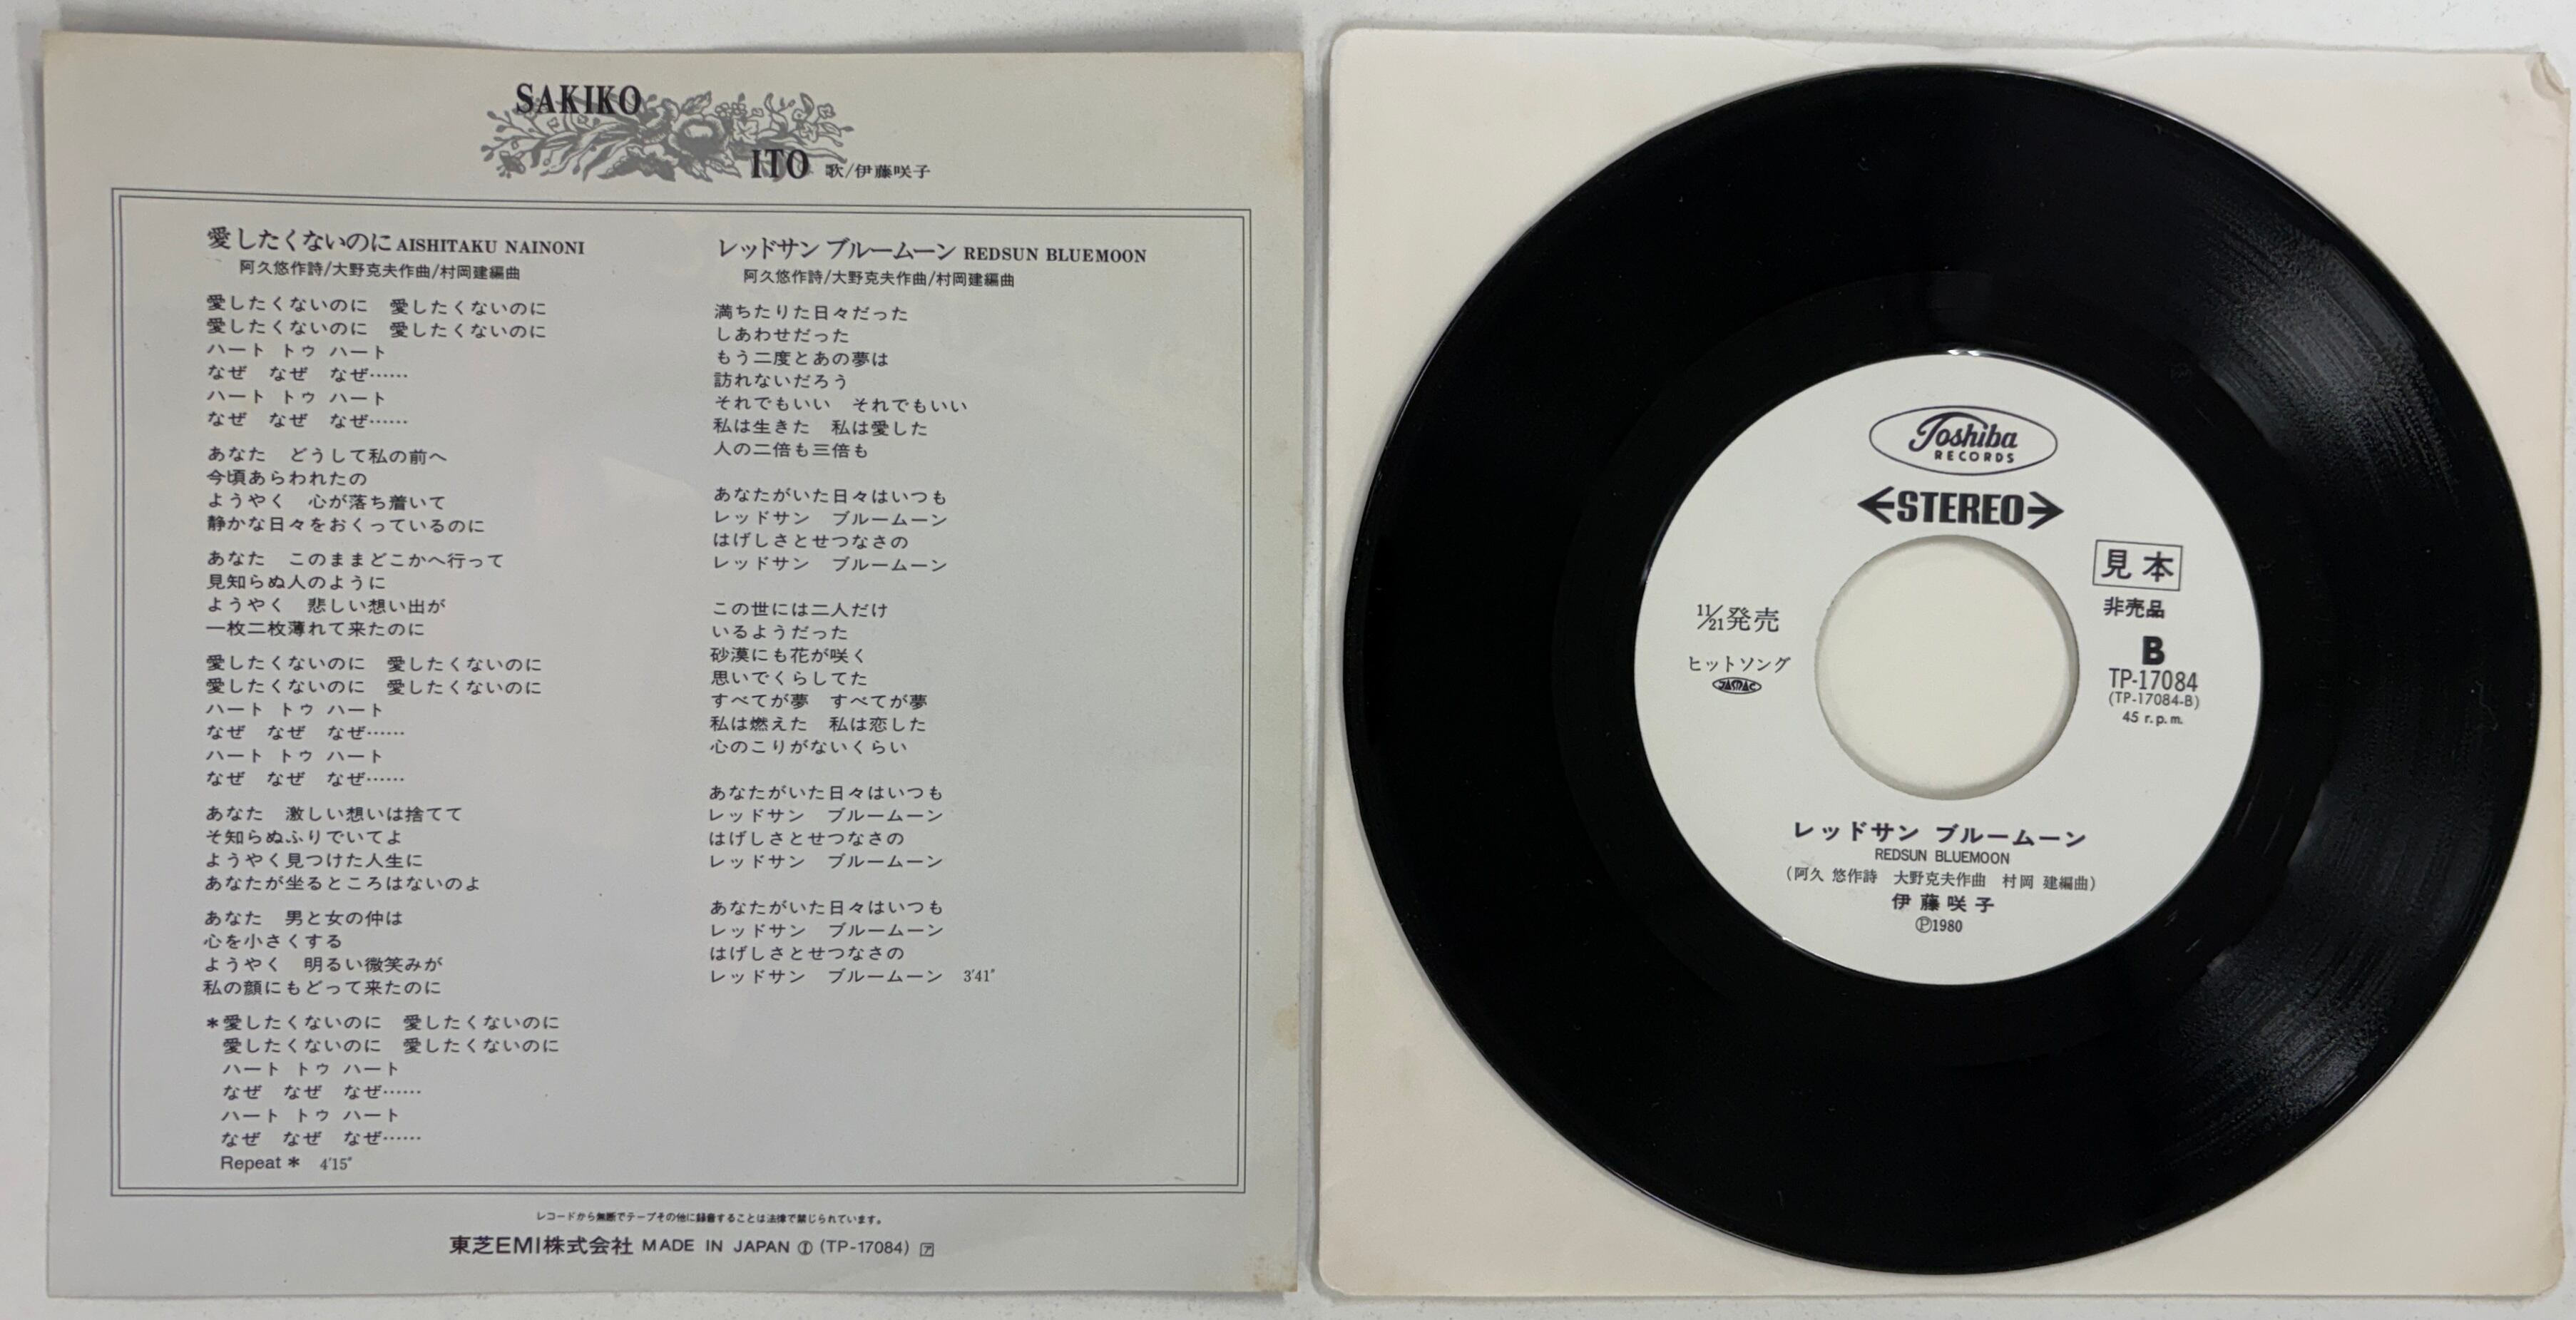 SAKIKO
ITO 歌/伊藤咲子
愛したくないのに AISHITAKU NAINONI
阿久悠作詩/大野克夫作曲/村岡建編曲
愛したくないのに 愛したくないのに
愛したくないのに 愛したくないのに
ハート トゥ ハート
なぜ なぜ なぜ……
ハート トゥ ハート
なぜ なぜ なぜ……
あなた どうして私の前へ
今頃あらわれたの
ようやく 心が落ち着いて
静かな日々をおくっているのに
あなた このままどこかへ行って
見知らぬ人のように
ようやく 悲しい想い出が
一枚二枚薄れて来たのに
愛したくないのに 愛したくないのに
愛したくないのに 愛したくないのに
ハート トゥ ハート
なぜ なぜ なぜ……
ハート トゥ ハート
なぜ なぜ なぜ……
あなた 激しい想いは捨てて
そ知らぬふりでいてよ
ようやく見つけた人生に
あなたが坐るところはないのよ
あなた 男と女の仲は
心を小さくする
ようやく 明るい微笑みが
私の顔にもどって来たのに
*愛したくないのに 愛したくないのに
愛したくないのに 愛したくないのに
ハート トゥ ハート
なぜ なぜ なぜ……
ハート トゥ ハート
なぜ なぜ なぜ……
Repeat * 4'15"
レッドサン ブルームーン REDSUN BLUEMOON
阿久悠作詩/大野克夫作曲/村岡建編曲
満ちたりた日々だった
しあわせだった
もう二度とあの夢は
訪れないだろう
それでもいい それでもいい
私は生きた 私は愛した
人の二倍も三倍も
あなたがいた日々はいつも
レッドサン ブルームーン
はげしさとせつなさの
レッドサン ブルームーン
この世には二人だけ
いるようだった
砂漠にも花が咲く
思いでくらしてた
すべてが夢 すべてが夢
私は燃えた 私は恋した
心のこりがないくらい
あなたがいた日々はいつも
レッドサン ブルームーン
はげしさとせつなさの
レッドサン ブルームーン
あなたがいた日々はいつも
レッドサン ブルームーン
はげしさとせつなさの
レッドサン ブルームーン 3'41"
レコードから無断でテープその他に録音することは法律で禁じられています。
東芝EMI株式会社 MADE IN JAPAN Ⓘ (TP-17084) ア
Toshiba
RECORDS
←STEREO→
見本
非売品
11/21発売
ヒットソング
JASRAC
B
TP-17084
(TP-17084-B)
45 r.p.m.
レッドサン ブルームーン
REDSUN BLUEMOON
(阿久 悠作詩 大野克夫作曲 村岡 建編曲)
伊藤咲子
Ⓟ1980